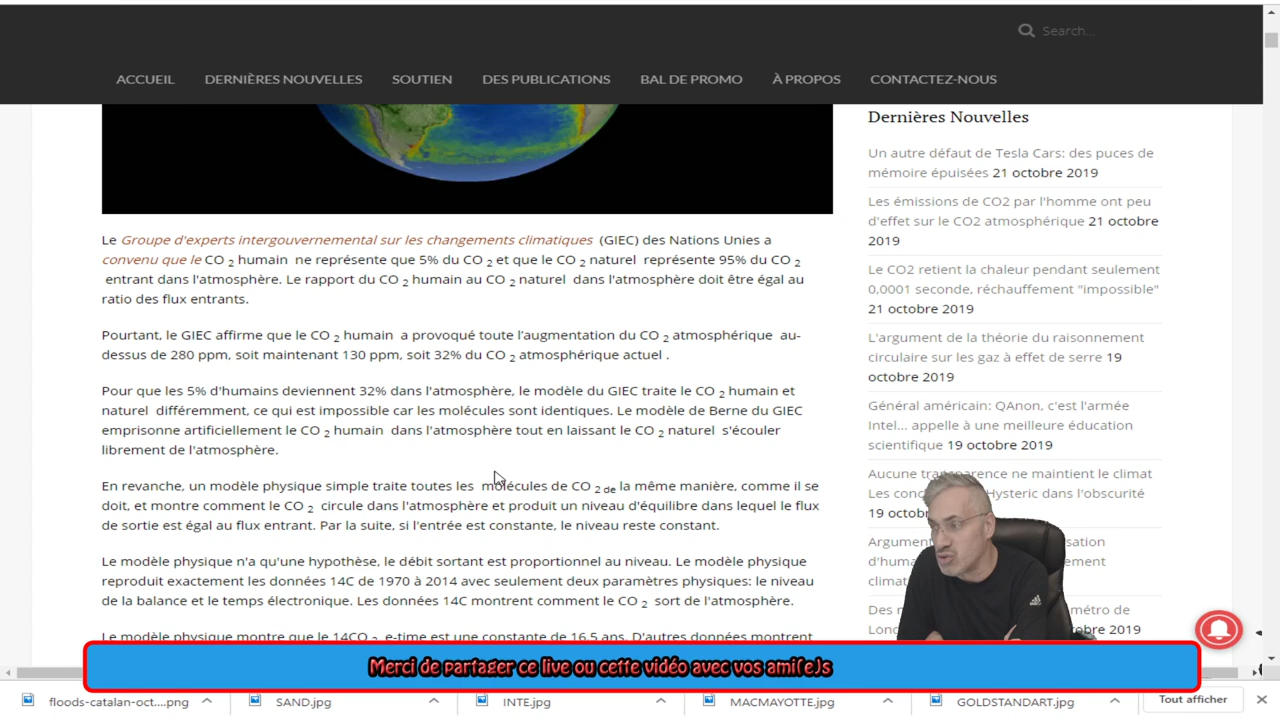 Search...
ACCUEIL DERNIÈRES NOUVELLES SOUTIEN DES PUBLICATIONS BAL DE PROMO À PROPOS CONTACTEZ-NOUS
Le Groupe d'experts intergouvernemental sur les changements climatiques (GIEC) des Nations Unies a
convenu que le CO 2 humain ne représente que 5% du CO 2 et que le CO 2 naturel représente 95% du CO 2
entrant dans l'atmosphère. Le rapport du CO 2 humain au CO 2 naturel dans l'atmosphère doit être égal au
ratio des flux entrants.
Pourtant, le GIEC affirme que le CO 2 humain a provoqué toute l'augmentation du CO 2 atmosphérique au-
dessus de 280 ppm, soit maintenant 130 ppm, soit 32% du CO 2 atmosphérique actuel .
Pour que les 5% d'humains deviennent 32% dans l'atmosphère, le modèle du GIEC traite le CO 2 humain et
naturel différemment, ce qui est impossible car les molécules sont identiques. Le modèle de Berne du GIEC
emprisonne artificiellement le CO 2 humain dans l'atmosphère tout en laissant le CO 2 naturel s'écouler
librement de l'atmosphère.
En revanche, un modèle physique simple traite toutes les molécules de CO 2 de la même manière, comme il se
doit, et montre comment le CO 2 circule dans l'atmosphère et produit un niveau d'équilibre dans lequel le flux
de sortie est égal au flux entrant. Par la suite, si l'entrée est constante, le niveau reste constant.
Le modèle physique n'a qu'une hypothèse, le débit sortant est proportionnel au niveau. Le modèle physique
reproduit exactement les données 14C de 1970 à 2014 avec seulement deux paramètres physiques: le niveau
de la balance et le temps électronique. Les données 14C montrent comment le CO 2 sort de l'atmosphère.
Le modèle physique montre que le 14CO 2 e-time est une constante de 16,5 ans. D'autres données montrent
Dernières Nouvelles
Un autre défaut de Tesla Cars: des puces de
mémoire épuisées 21 octobre 2019
Les émissions de CO2 par l'homme ont peu
d'effet sur le CO2 atmosphérique 21 octobre
2019
Le CO2 retient la chaleur pendant seulement
0,0001 seconde, réchauffement "impossible"
21 octobre 2019
L'argument de la théorie du raisonnement
circulaire sur les gaz à effet de serre 19
octobre 2019
Général américain: QAnon, c'est l'armée
Intel... appelle à une meilleure éducation
scientifique 19 octobre 2019
Aucune transparence ne maintient le climat
Les Hysteric dans l'obscurité
19
Argument
d'hum
climat
Des métro de
2019
Merci de partager ce live ou cette vidéo avec vos ami(e)s
floods-catalan-oct....png SAND.jpg INTE.jpg MACMAYOTTE.jpg GOLDSTANDART.jpg Tout afficher